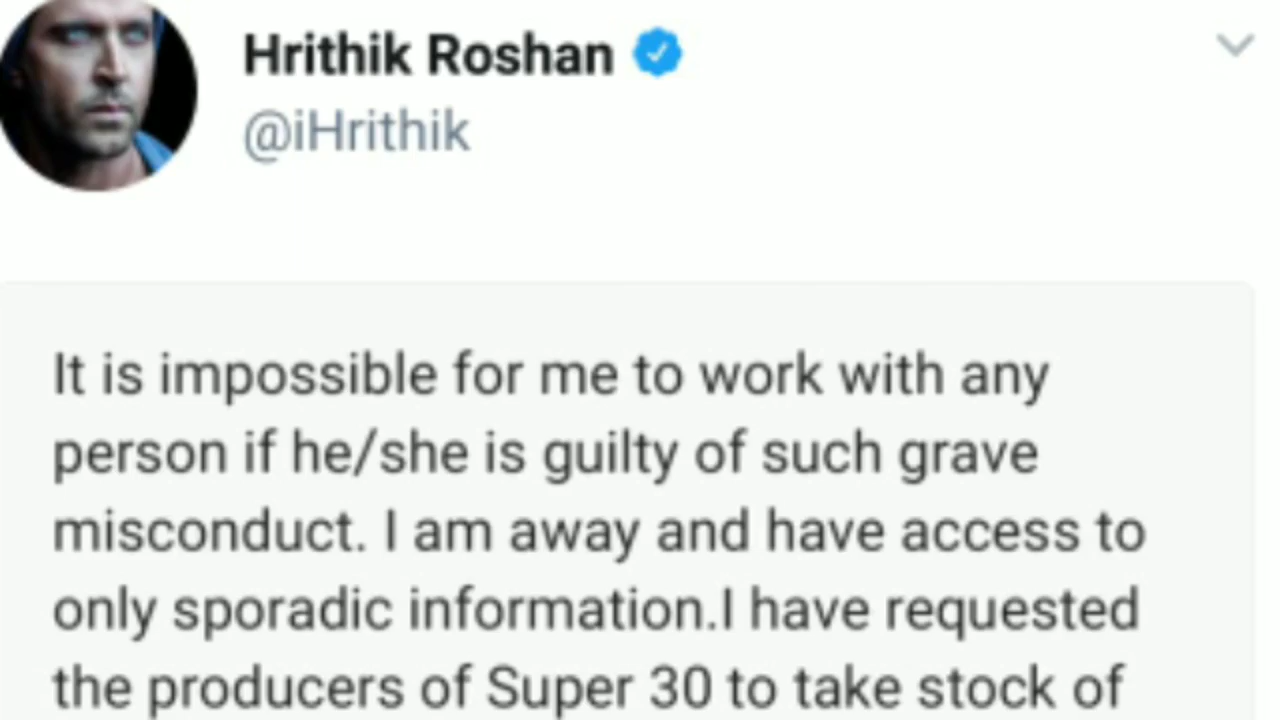 Hrithik Roshan
@iHrithik
It is impossible for me to work with any
person if he/she is guilty of such grave
misconduct. I am away and have access to
only sporadic information.I have requested
the producers of Super 30 to take stock of